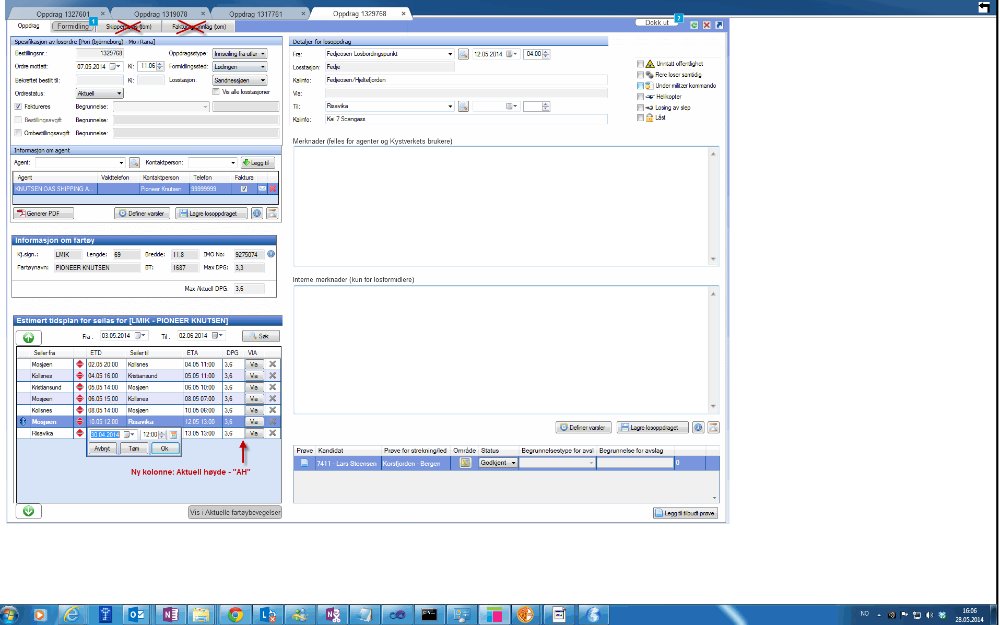 Oppdrag 1327601 × Oppdrag 1319078 × Oppdrag 1317761 × Oppdrag 1329768 ×
Oppdrag Formidling 1 Skipperbevis (tom) Fakturagrunnlag (tom) Dokk ut 2
Spesifikasjon av losordre [Pori (björneborg) - Mo i Rana]
Bestillingsnr.: 1329768 Oppdragsstype: Innseiling fra utlar
Ordre mottatt: 07.05.2014 Kl: 11:06 Formidlingssted: Lødingen
Bekreftet bestilt til: Kl: Losstasjon: Sandnessjøen
Ordrestatus: Aktuell Vis alle losstasjoner
Faktureres Begrunnelse:
Bestillingsavgift Begrunnelse:
Ombestillingsavgift Begrunnelse:
Informasjon om agent
Agent: Kontaktperson: Legg til
Agent Vakttelefon Kontaktperson Telefon Faktura
KNUTSEN OAS SHIPPING A... Pioneer Knutsen 99999999
Generer PDF Definer varsler Lagre losoppdraget
Informasjon om fartøy
Kj.sign.: LMIK Lengde: 69 Bredde: 11,8 IMO No: 9275074
Fartøynavn: PIONEER KNUTSEN BT: 1687 Max DPG: 3,3
Max Aktuell DPG: 3,6
Estimert tidsplan for seilas for [LMIK - PIONEER KNUTSEN]
Fra : 03.05.2014 Til : 02.06.2014 Søk
Seiler fra ETD Seiler til ETA DPG VIA
Mosjøen 02.05 20:00 Kollsnes 04.05 11:00 3,6 Via
Kollsnes 04.05 16:00 Kristiansund 05.05 11:00 3,6 Via
Kristiansund 05.05 14:00 Mosjøen 06.05 10:00 3,6 Via
Mosjøen 06.05 15:00 Kollsnes 08.05 07:00 3,6 Via
Kollsnes 08.05 14:00 Mosjøen 10.05 06:00 3,6 Via
Mosjøen 10.05 12:00 Risavika 12.05 13:00 3,6 Via
Risavika 30.04.2014 12:00 13.05 13:00 3,6 Via
Avbryt Tøm Ok
Ny kolonne: Aktuell høyde - "AH"
Vis i Aktuelle fartøybevegelser
Detaljer for losoppdrag
Fra: Fedjeosen Losbordingspunkt 12.05.2014 04:00
Losstasjon: Fedje
Kaiinfo: Fedjeosen/Hjeltefjorden
Via:
Til: Risavika
Kaiinfo: Kai 7 Scangass
Unntatt offentlighet
Flere loser samtidig
Under militær kommando
Helikopter
Losing av slep
Låst
Merknader (felles for agenter og Kystverkets brukere)
Interne merknader (kun for losformidlere)
Definer varsler Lagre losoppdraget
Prøve Kandidat Prøve for strekning/led Område Status Begrunnelsestype for avsl Begrunnelse for avslag
7411 - Lars Steensen Korsfjorden - Bergen Godkjent 0
Legg til tilbudt prøve
NO 16:06
28.05.2014